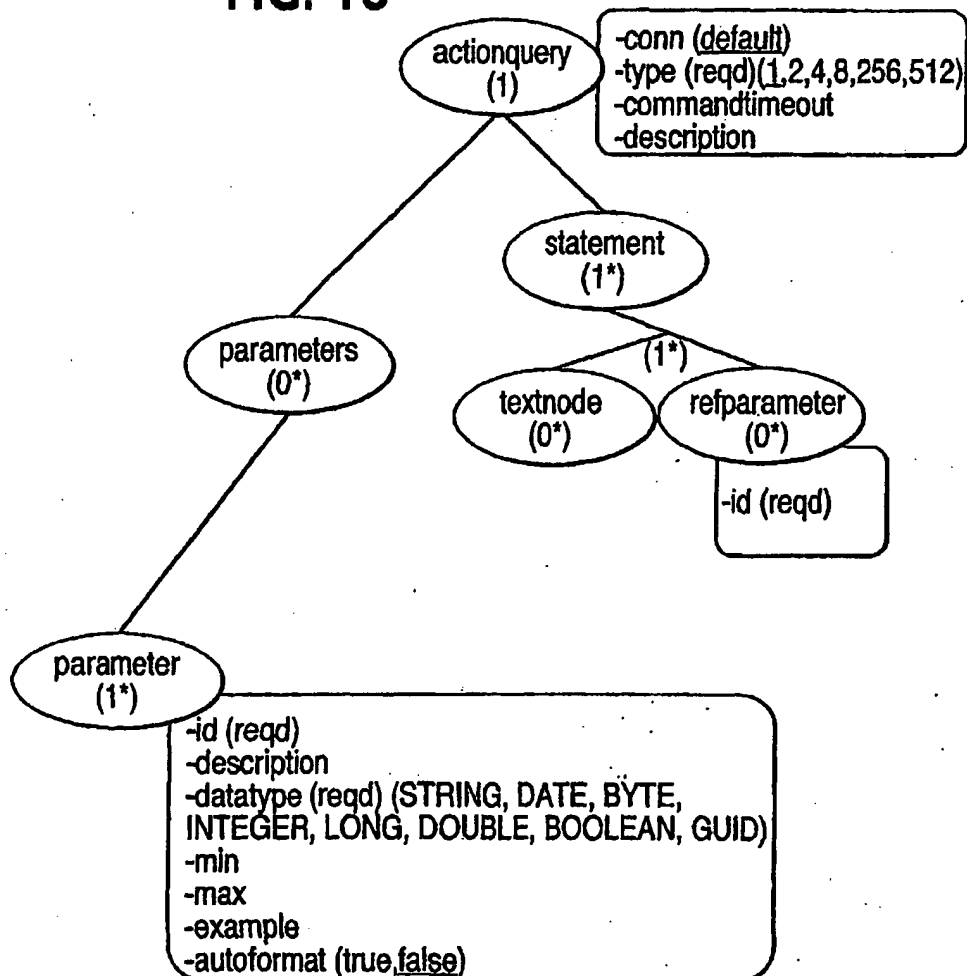 actionquery
(1)
-conn (default)
-type (reqd)(1,2,4,8,256,512)
-commandtimeout
-description
statement
(1*)
parameters
(0*)
(1*)
textnode
(0*)
refparameter
(0*)
-id (reqd)
parameter
(1*)
-id (reqd)
-description
-datatype (reqd) (STRING, DATE, BYTE,
INTEGER, LONG, DOUBLE, BOOLEAN, GUID)
-min
-max
-example
-autoformat (true,false)